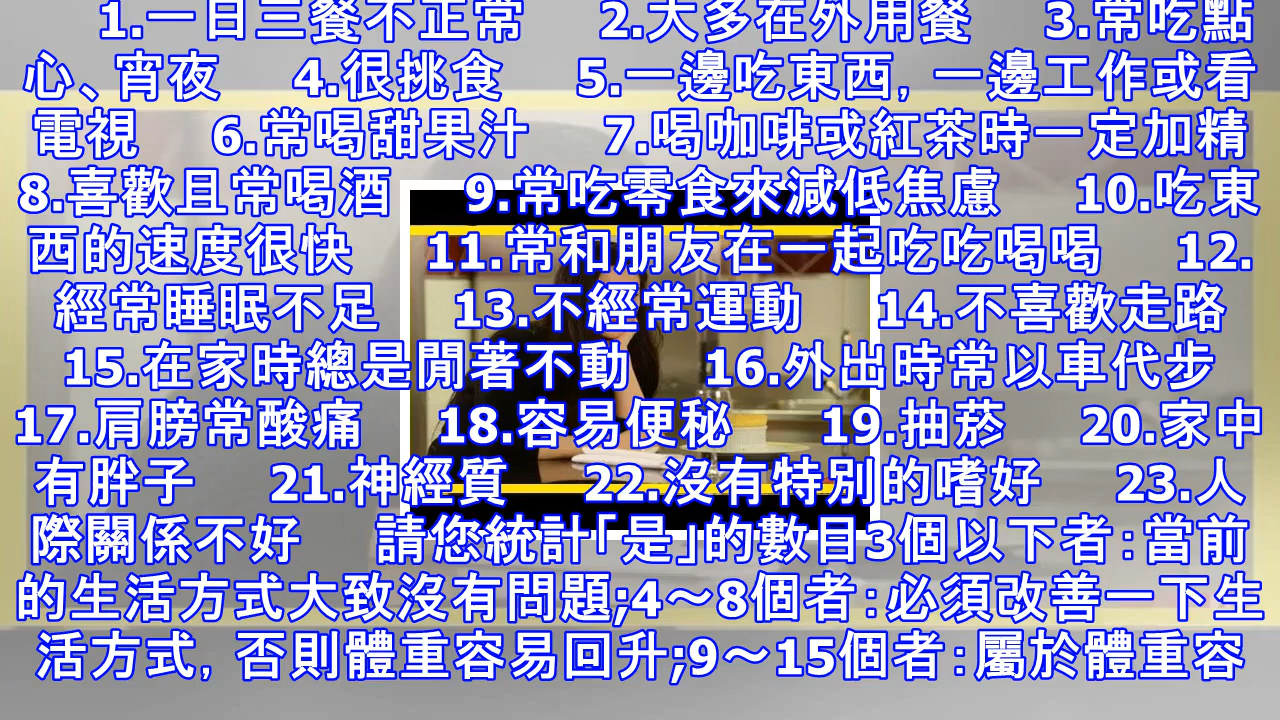 1.一日三餐不正常 2.大多在外用餐 3.常吃點
心、宵夜 4.很挑食 5.一邊吃東西，一邊工作或看
電視 6.常喝甜果汁 7.喝咖啡或紅茶時一定加精
8.喜歡且常喝酒 9.常吃零食來減低焦慮 10.吃東
西的速度很快 11.常和朋友在一起吃吃喝喝 12.
經常睡眠不足 13.不經常運動 14.不喜歡走路
15.在家時總是閒著不動 16.外出時常以車代步
17.肩膀常酸痛 18.容易便秘 19.抽菸 20.家中
有胖子 21.神經質 22.沒有特別的嗜好 23.人
際關係不好 請您統計「是」的數目3個以下者：當前
的生活方式大致沒有問題;4～8個者：必須改善一下生
活方式，否則體重容易回升;9～15個者：屬於體重容